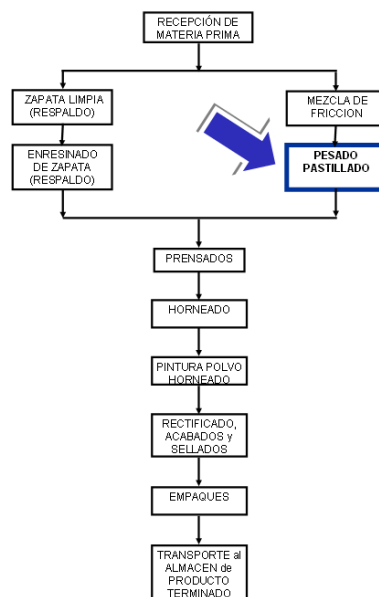 RECEPCIÓN DE
MATERIA PRIMA
ZAPATA LIMPIA
(RESPALDO)
MEZCLA DE
FRICCION
ENRESINADO
DE ZAPATA
(RESPALDO)
PESADO
PASTILLADO
PRENSADOS
HORNEADO
PINTURA POLVO
HORNEADO
RECTIFICADO,
ACABADOS y
SELLADOS
EMPAQUES
TRANSPORTE al
ALMACEN de
PRODUCTO
TERMINADO